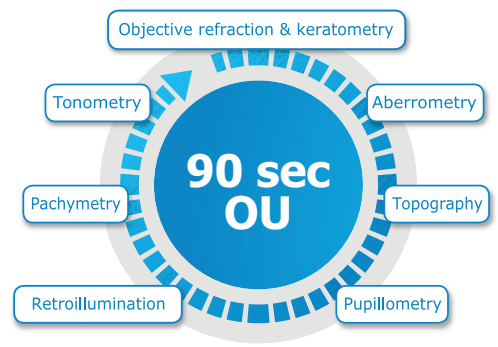 Objective refraction & keratometry
Tonometry
Aberrometry
90 sec
OU
Pachymetry
Topography
Retroillumination
Pupillometry